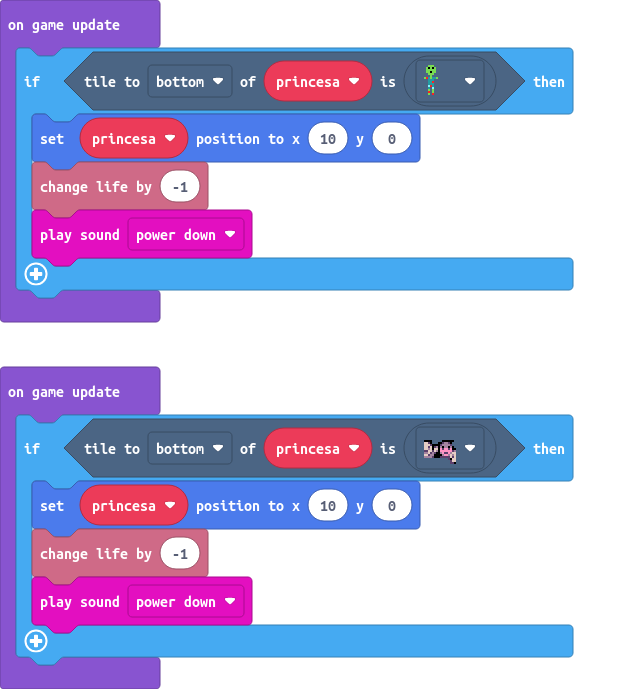 on game update
if tile to bottom of princesa is then
set princesa position to x 10 y 0
change life by -1
play sound power down
on game update
if tile to bottom of princesa is then
set princesa position to x 10 y 0
change life by -1
play sound power down